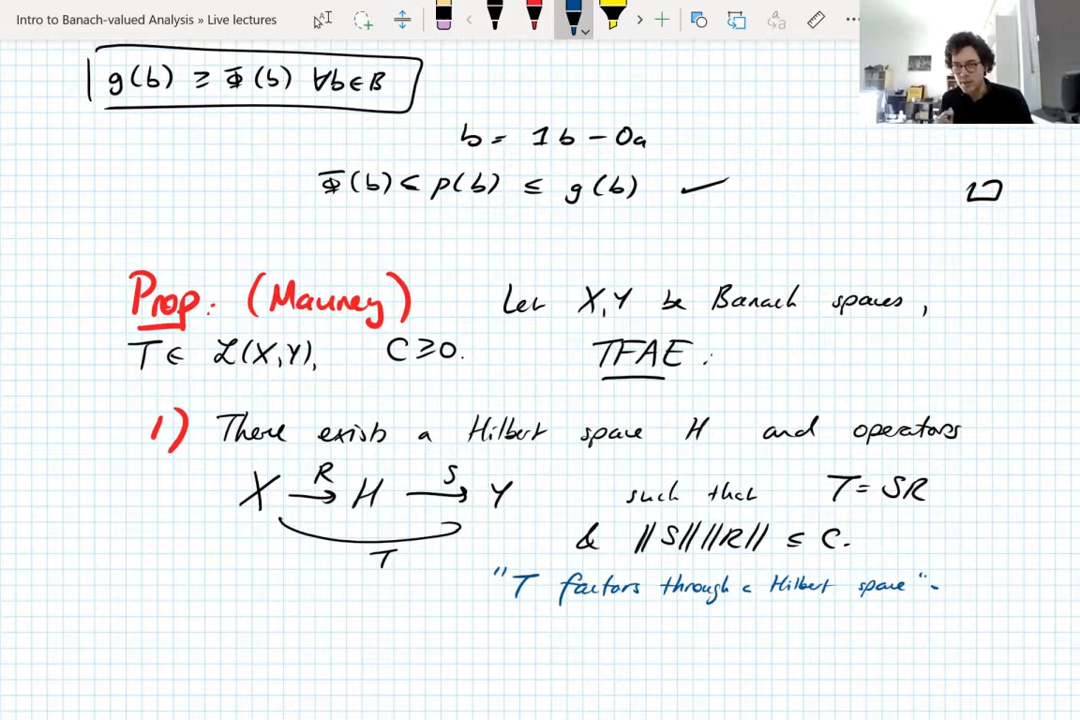 Intro to Banach-valued Analysis » Live lectures
g(b) ≥ Φ̄(b) ∀b∈B
b = 1b - 0a
Φ̄(b) < p(b) ≤ g(b) ✓
□
Prop. (Maurey) Let X,Y be Banach spaces,
T∈ ℒ(X,Y), C≥0. TFAE:
1) There exists a Hilbert space H and operators
X →R H →S Y such that T=SR
T & ||S|| ||R|| ≤ C.
"T factors through a Hilbert space".